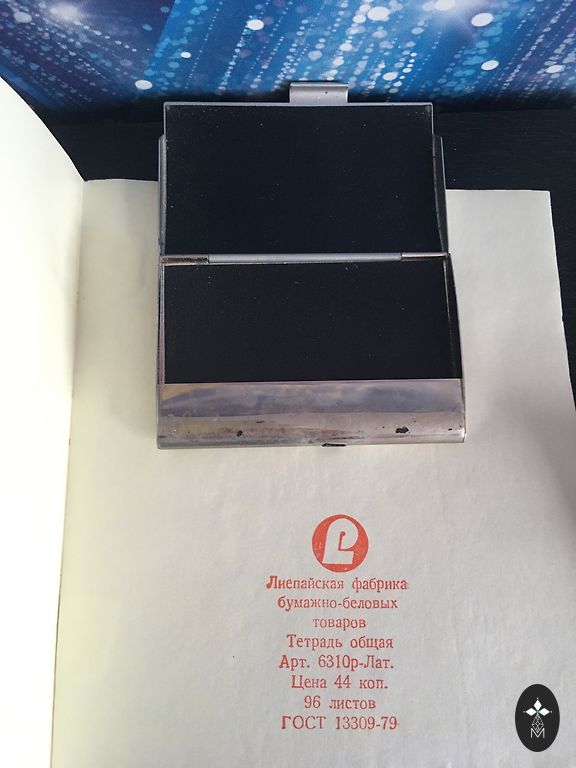 Лиепайская фабрика
бумажно-беловых
товаров
Тетрадь общая
Арт. 6310р-Лат.
Цена 44 коп.
96 листов
ГОСТ 13309-79